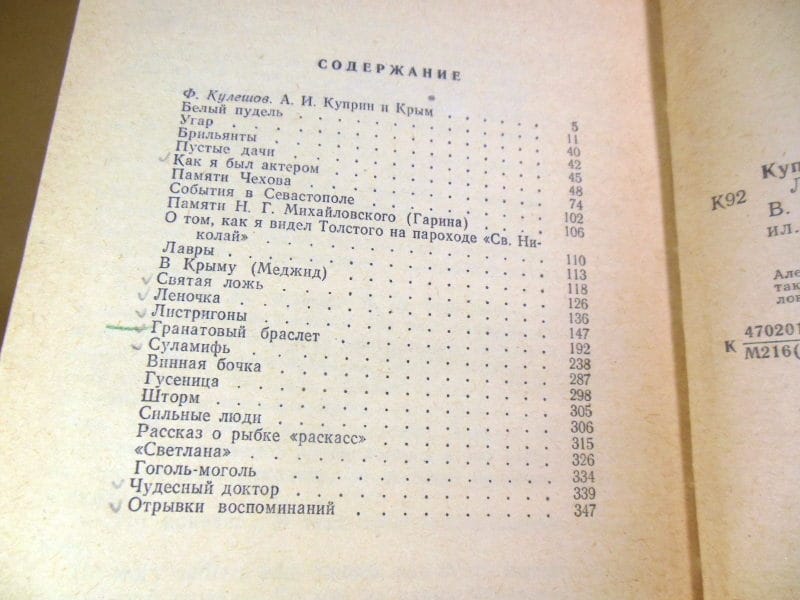 СОДЕРЖАНИЕ
Ф. Кулешов. А. И. Куприн и Крым . . . . . 5
Белый пудель . . . . . . . . . . 11
Угар . . . . . . . . . . . . 40
Брильянты . . . . . . . . . . . 42
Пустые дачи . . . . . . . . . . 45
Как я был актером . . . . . . . . 48
Памяти Чехова . . . . . . . . . . 74
События в Севастополе . . . . . . . 102
Памяти Н. Г. Михайловского (Гарина) . . . 106
О том, как я видел Толстого на пароходе «Св. Ни-
колай» . . . . . . . . . . . 110
Лавры . . . . . . . . . . . . 113
В Крыму (Меджид) . . . . . . . . 118
Святая ложь . . . . . . . . . . 126
Леночка . . . . . . . . . . . 136
Листригоны . . . . . . . . . . 147
Гранатовый браслет . . . . . . . . 192
Суламифь . . . . . . . . . . . 238
Винная бочка . . . . . . . . . . 287
Гусеница . . . . . . . . . . . 298
Шторм . . . . . . . . . . . . 305
Сильные люди . . . . . . . . . . 306
Рассказ о рыбке «раскасс» . . . . . . 315
«Светлана» . . . . . . . . . . . 326
Гоголь-моголь . . . . . . . . . . 334
Чудесный доктор . . . . . . . . . 339
Отрывки воспоминаний . . . . . . . 347
Куп
К92
В.
ил.
Але
так
лов
К 470201
М216(